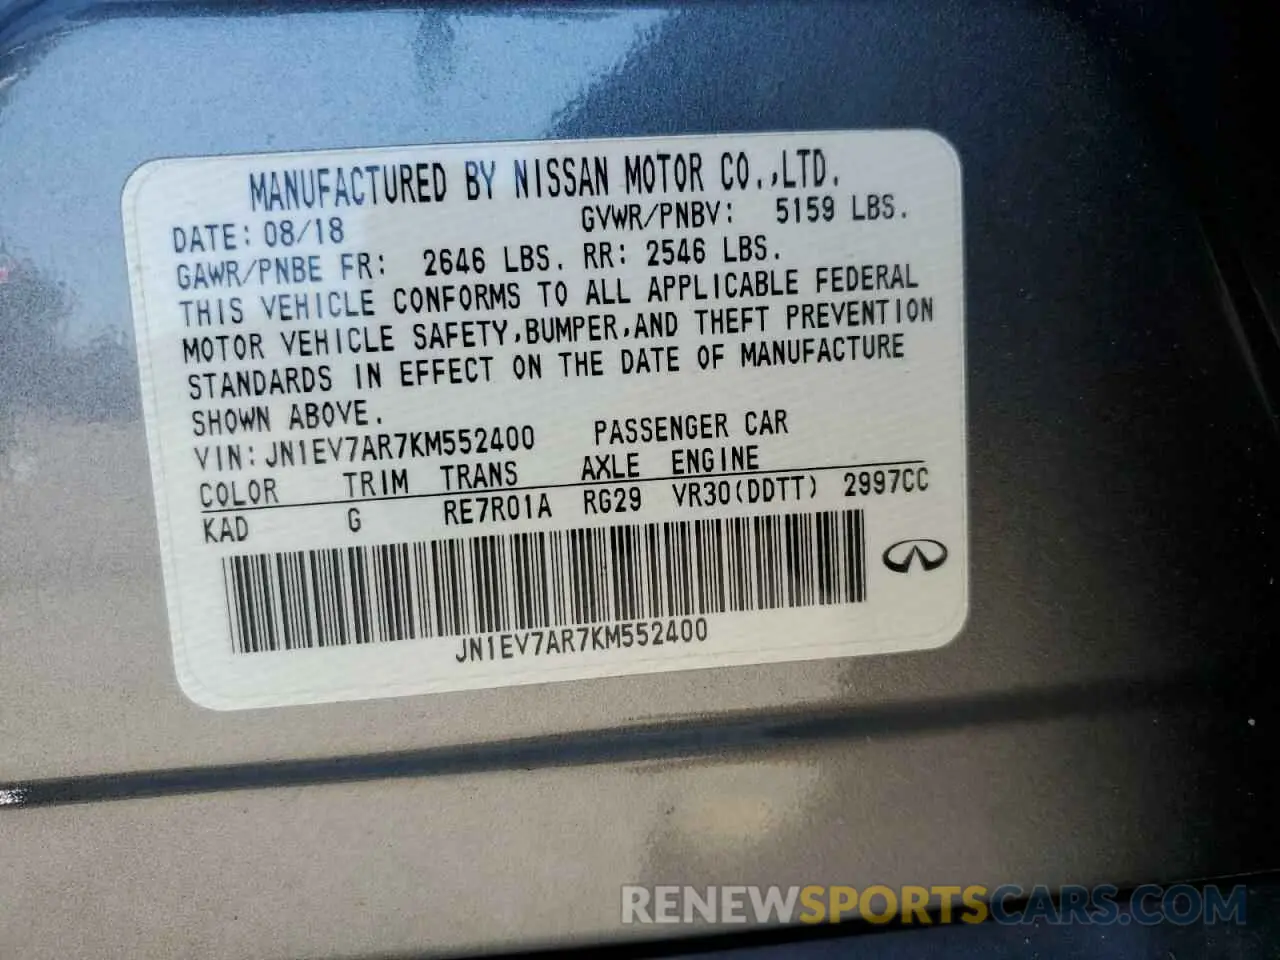 MANUFACTURED BY NISSAN MOTOR CO.,LTD.
DATE: 08/18 GVWR/PNBV: 5159 LBS.
GAWR/PNBE FR: 2646 LBS. RR: 2546 LBS.
THIS VEHICLE CONFORMS TO ALL APPLICABLE FEDERAL
MOTOR VEHICLE SAFETY,BUMPER,AND THEFT PREVENTION
STANDARDS IN EFFECT ON THE DATE OF MANUFACTURE
SHOWN ABOVE.
VIN: JN1EV7AR7KM552400 PASSENGER CAR
COLOR TRIM TRANS AXLE ENGINE
KAD G RE7R01A RG29 VR30(DDTT) 2997CC
JN1EV7AR7KM552400
RENEWSPORTSCARS.COM